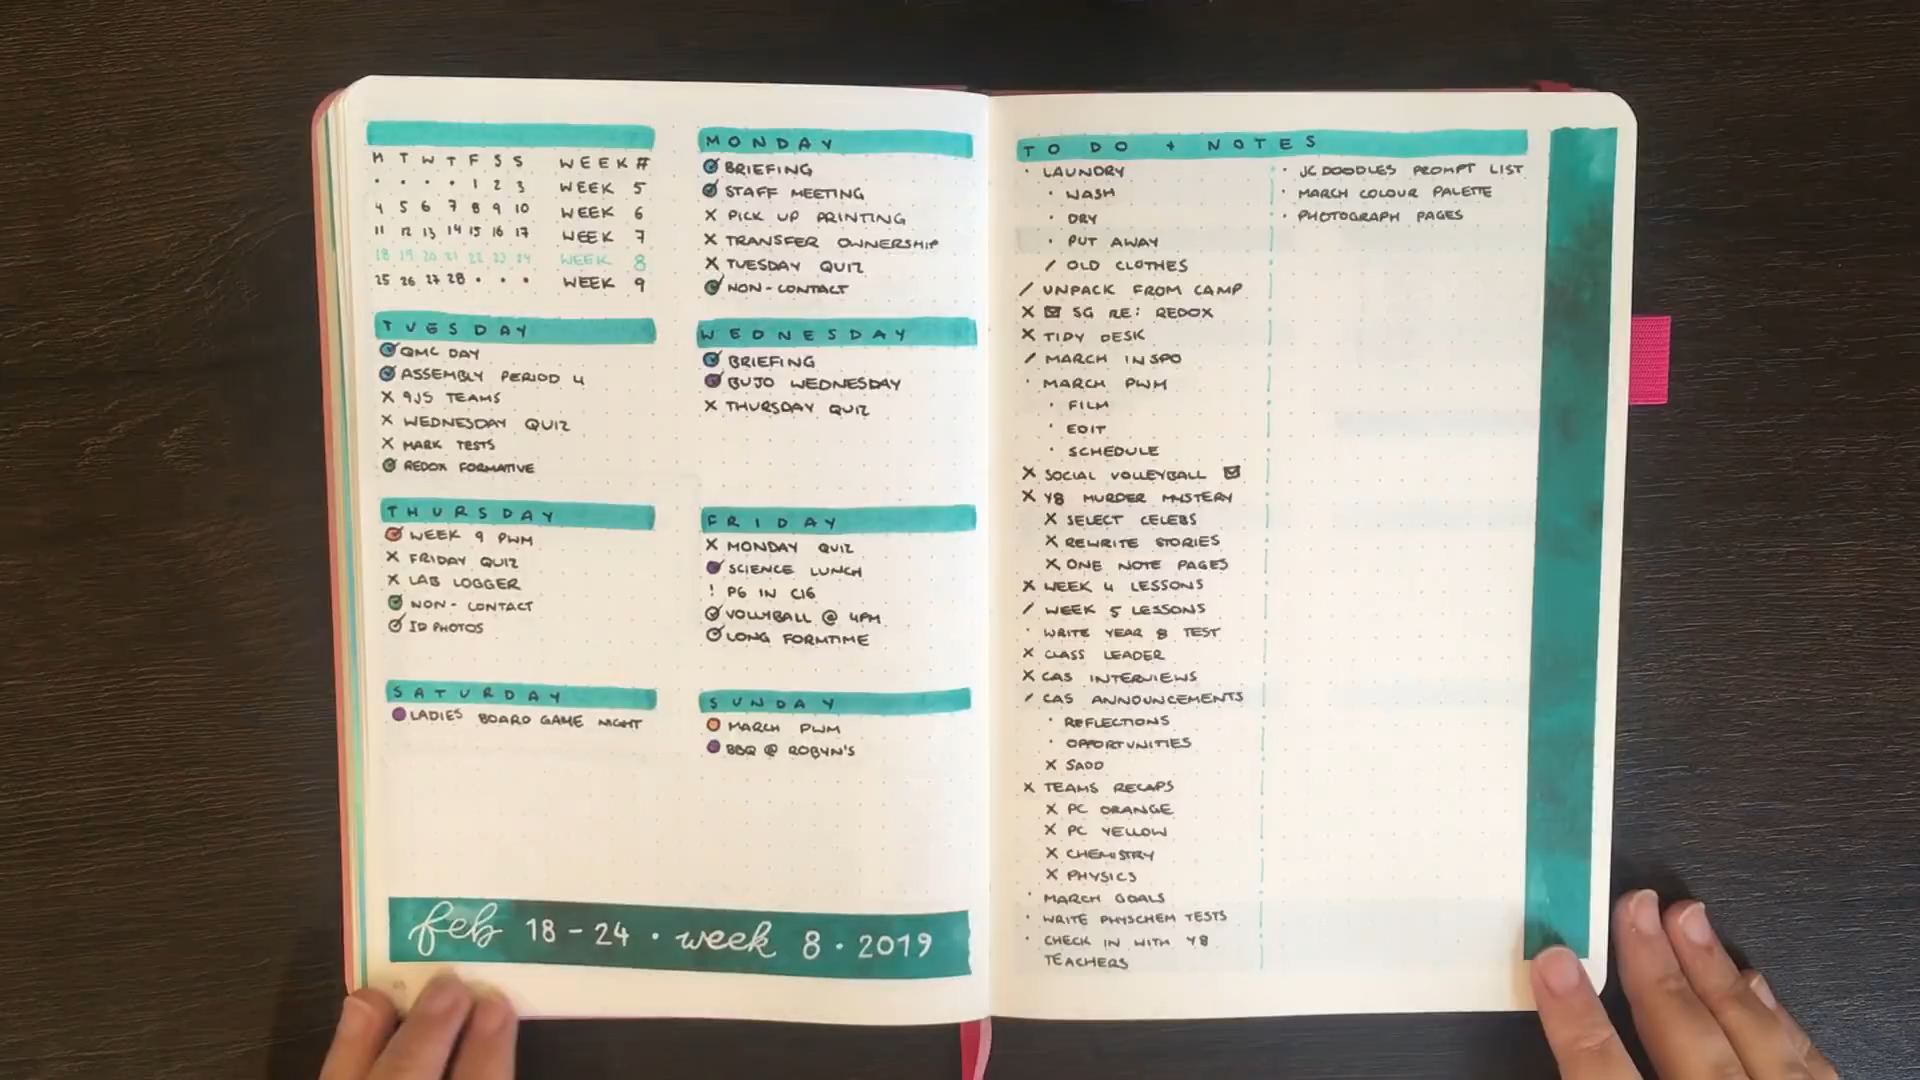 M T W T F S S WEEK #
• • • • 1 2 3 WEEK 5
4 5 6 7 8 9 10 WEEK 6
11 12 13 14 15 16 17 WEEK 7
18 19 20 21 22 23 24 WEEK 8
25 26 27 28 • • • WEEK 9
MONDAY
BRIEFING
STAFF MEETING
X PICK UP PRINTING
X TRANSFER OWNERSHIP
X TUESDAY QUIZ
NON-CONTACT
TUESDAY
QMC DAY
ASSEMBLY PERIOD 4
X 9JS TEAMS
X WEDNESDAY QUIZ
X MARK TESTS
REDOX FORMATIVE
WEDNESDAY
BRIEFING
BUJO WEDNESDAY
X THURSDAY QUIZ
THURSDAY
WEEK 9 PWM
X FRIDAY QUIZ
X LAB LOGGER
NON-CONTACT
ID PHOTOS
FRIDAY
X MONDAY QUIZ
SCIENCE LUNCH
! P6 IN C16
VOLLYBALL @ 4PM
LONG FORMTIME
SATURDAY
LADIES BOARD GAME NIGHT
SUNDAY
MARCH PWM
BBQ @ ROBYN'S
feb 18 - 24 • week 8 • 2019
TO DO + NOTES
• LAUNDRY
• WASH
• DRY
• PUT AWAY
/ OLD CLOTHES
/ UNPACK FROM CAMP
X SG RE: REDOX
X TIDY DESK
/ MARCH INSPO
• MARCH PWM
• FILM
• EDIT
• SCHEDULE
X SOCIAL VOLLEYBALL
X Y8 MURDER MYSTERY
X SELECT CELEBS
X REWRITE STORIES
X ONE NOTE PAGES
X WEEK 4 LESSONS
/ WEEK 5 LESSONS
• WRITE YEAR 8 TEST
X CLASS LEADER
X CAS INTERVIEWS
/ CAS ANNOUNCEMENTS
• REFLECTIONS
• OPPORTUNITIES
X SADD
X TEAMS RECAPS
X PC ORANGE
X PC YELLOW
X CHEMISTRY
X PHYSICS
• MARCH GOALS
• WRITE PHYSCHEM TESTS
• CHECK IN WITH Y8
TEACHERS
• JC DOODLES PROMPT LIST
• MARCH COLOUR PALETTE
• PHOTOGRAPH PAGES